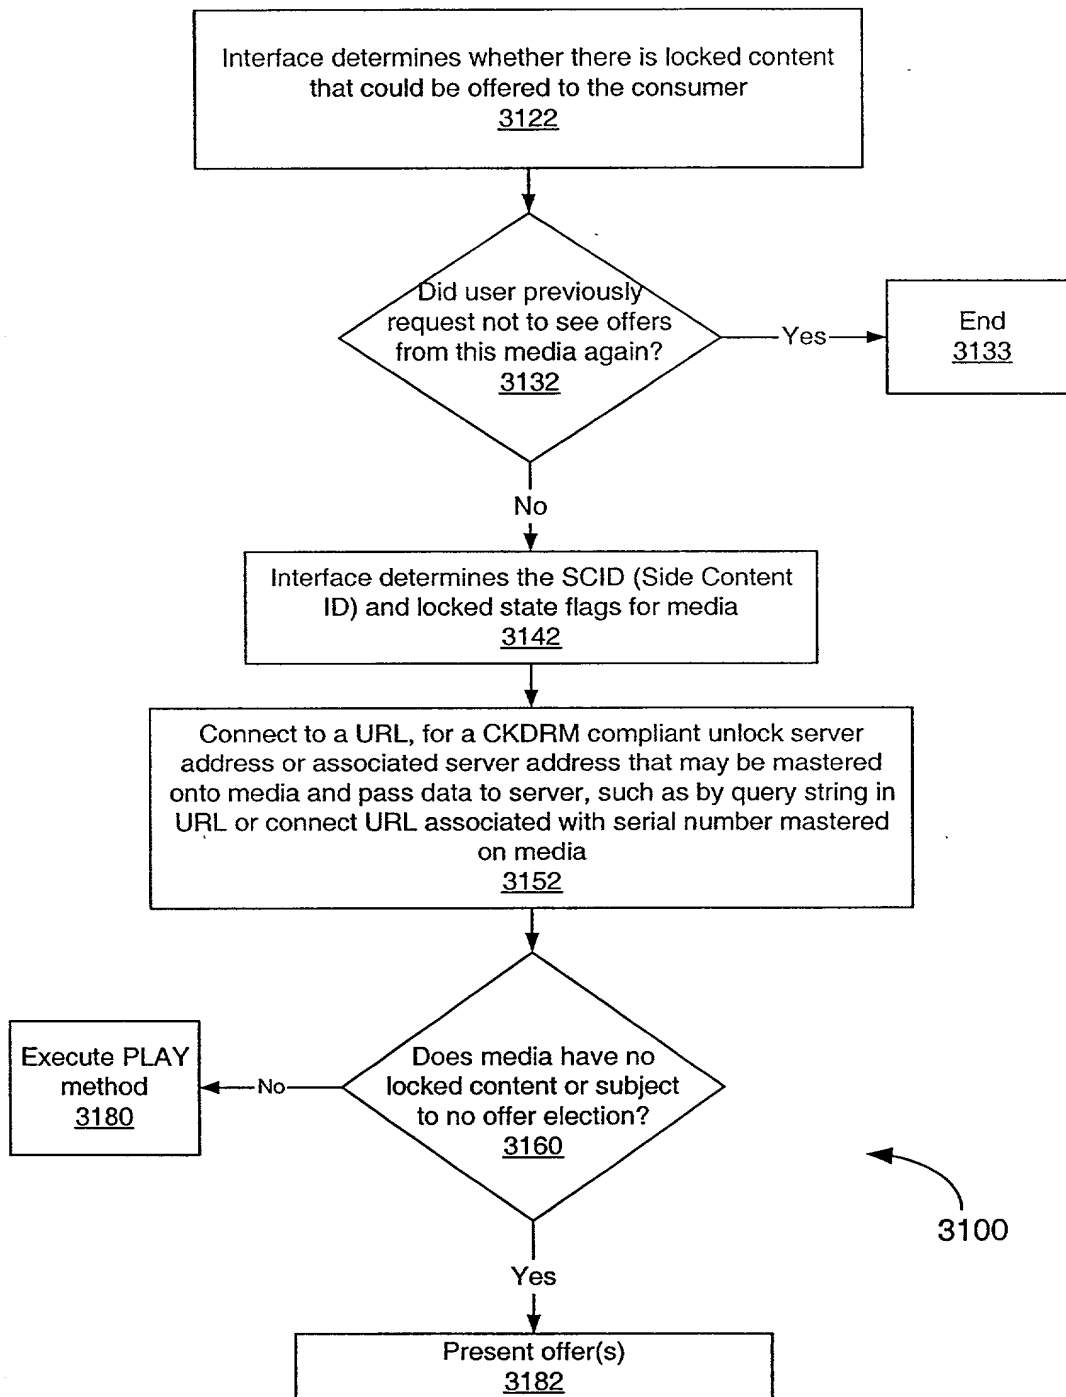 Interface determines whether there is locked content
that could be offered to the consumer
3122
Did user previously
request not to see offers
from this media again?
3132
Yes
End
3133
No
Interface determines the SCID (Side Content
ID) and locked state flags for media
3142
Connect to a URL, for a CKDRM compliant unlock server
address or associated server address that may be mastered
onto media and pass data to server, such as by query string in
URL or connect URL associated with serial number mastered
on media
3152
Does media have no
locked content or subject
to no offer election?
3160
No
Execute PLAY
method
3180
3100
Yes
Present offer(s)
3182